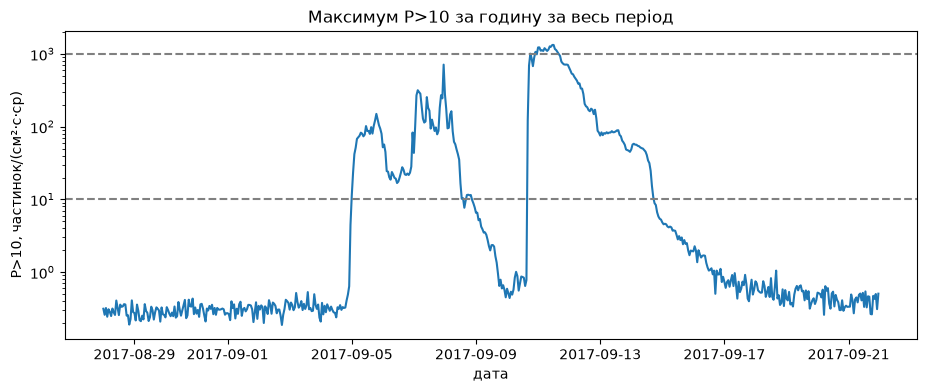 Максимум P>10 за годину за весь період
P>10, частинок/(см²·с·ср)
10³
10²
10¹
10⁰
2017-08-29 2017-09-01 2017-09-05 2017-09-09 2017-09-13 2017-09-17 2017-09-21
дата